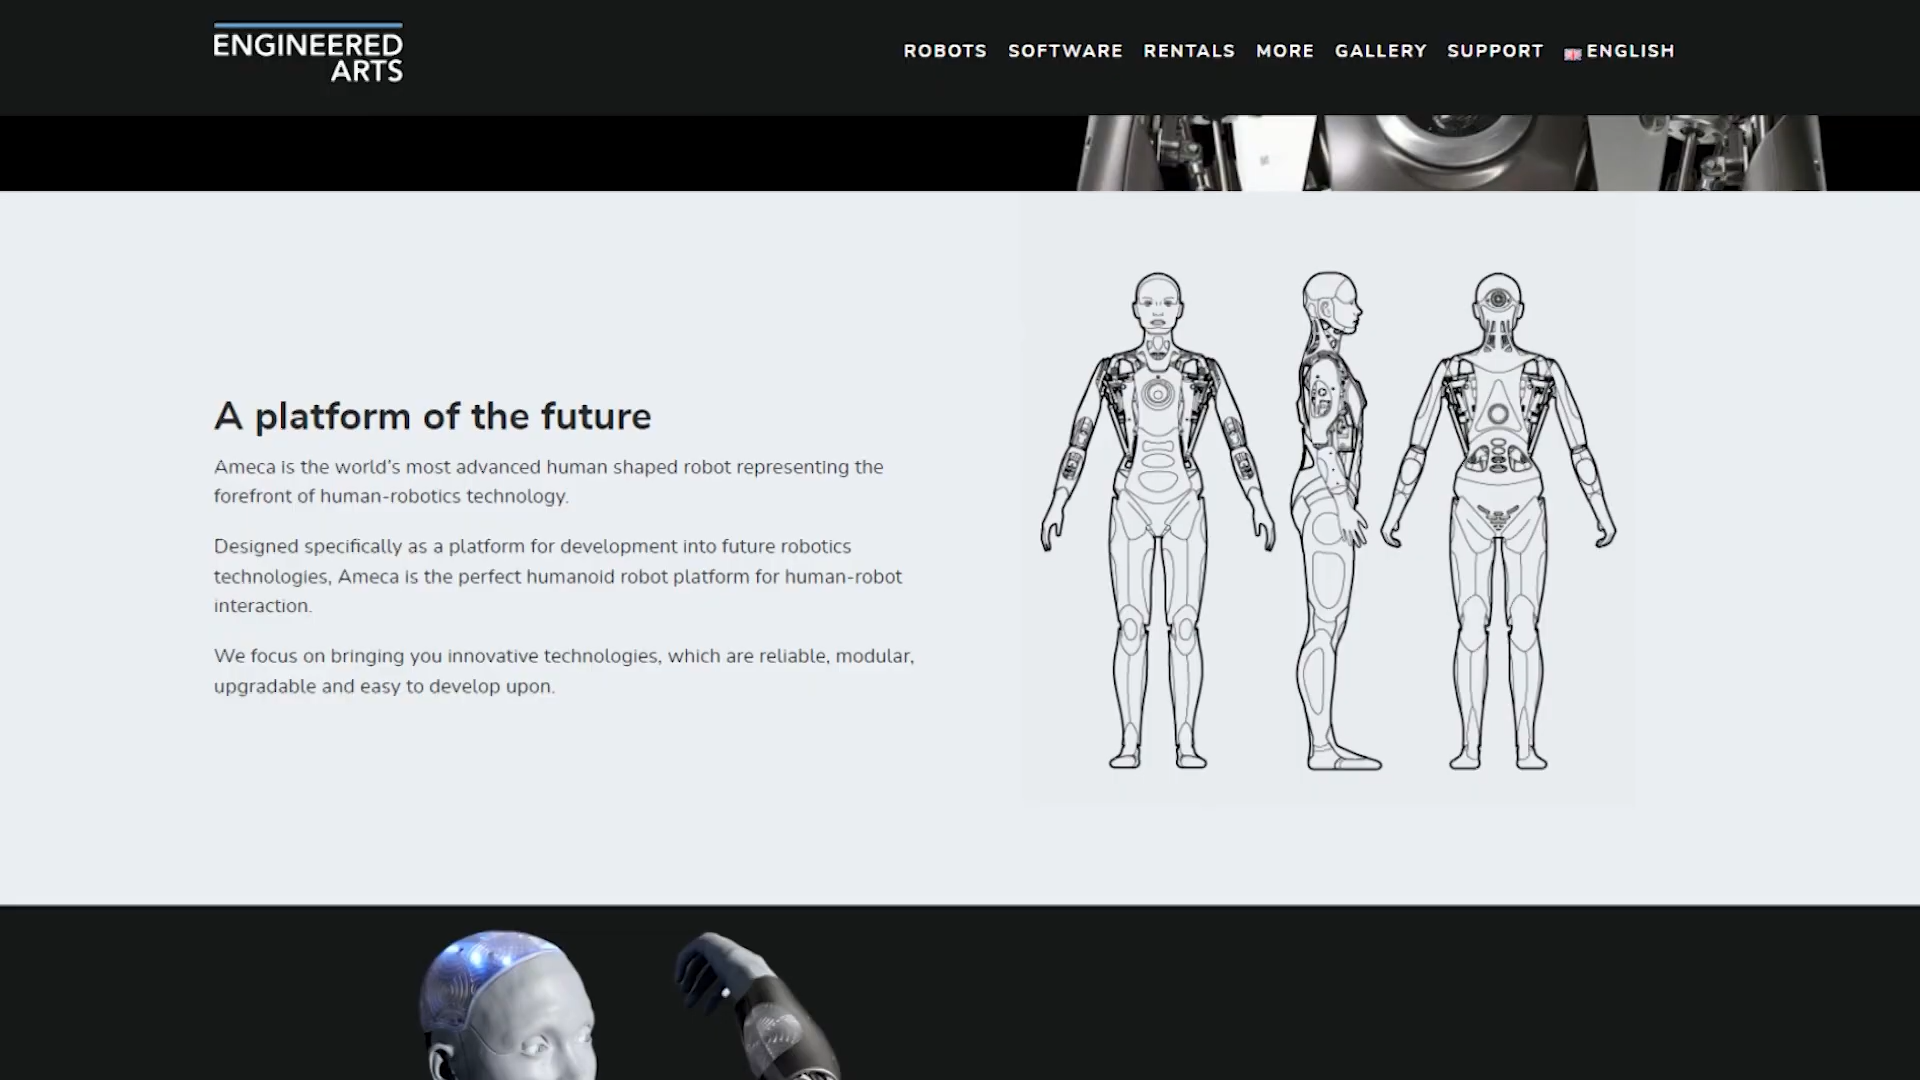 ENGINEERED
ARTS
ROBOTS SOFTWARE RENTALS MORE GALLERY SUPPORT ENGLISH
A platform of the future
Ameca is the world's most advanced human shaped robot representing the
forefront of human-robotics technology.
Designed specifically as a platform for development into future robotics
technologies, Ameca is the perfect humanoid robot platform for human-robot
interaction.
We focus on bringing you innovative technologies, which are reliable, modular,
upgradable and easy to develop upon.